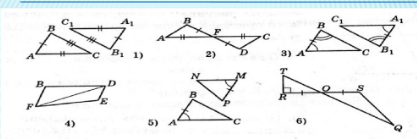 C₁ A₁
B
A C B₁ 1)
B C
A F
D 2)
B C₁ A₁
A C B₁ 3)
B D
F E
4)
N M
B P
A C
5)
T
R O S
Q
6)